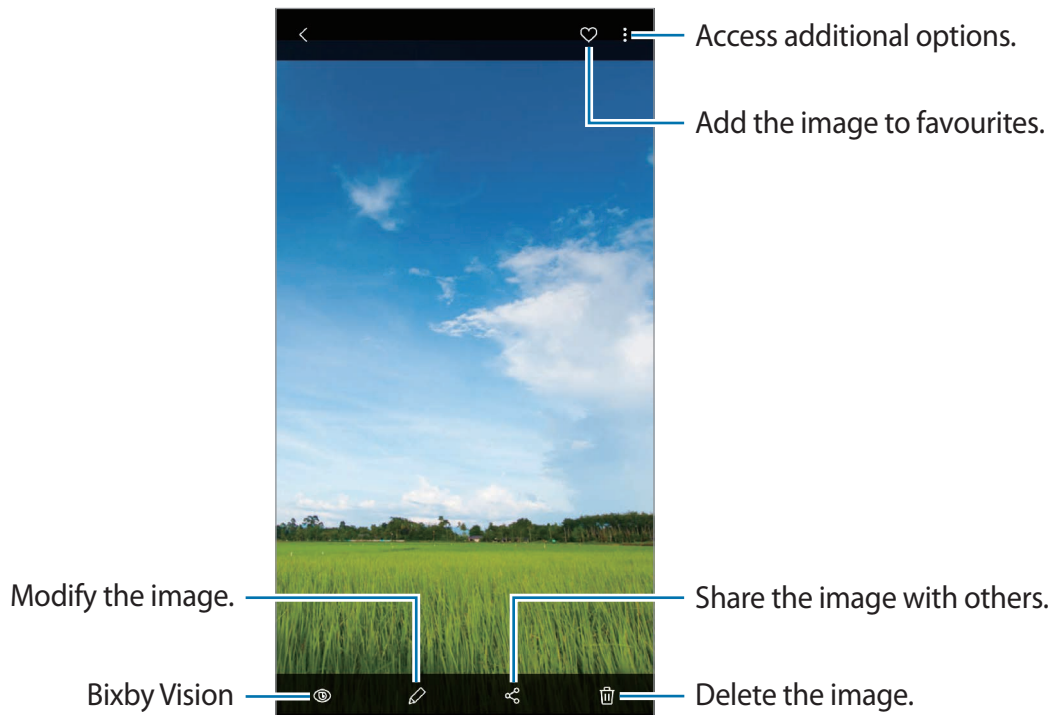 Access additional options.
Add the image to favourites.
Modify the image.
Share the image with others.
Bixby Vision
Delete the image.